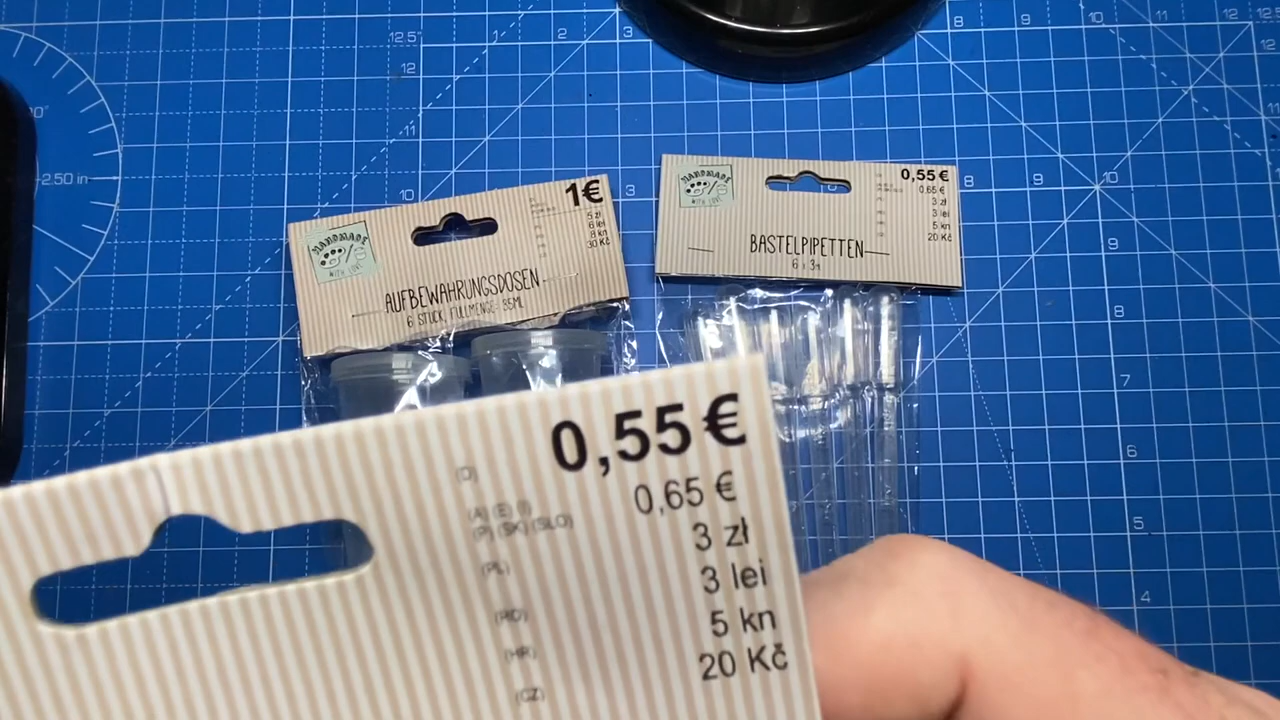 12.5"
1
2
3
8
9
10
11
12
12.5"
12
11
10
3
2.50 in
9
7
6
5
4
HANDMADE
WITH LOVE
1€
5 zł
6 lei
8 kn
30 Kč
AUFBEWAHRUNGSDOSEN
6 STÜCK, FÜLLMENGE: 35ML
HANDMADE
WITH LOVE
0,55€
0,65 €
3 zł
3 lei
5 kn
20 Kč
BASTELPIPETTEN
0,55 €
(D)
0,65 €
(A) (E) (I)
(P) (SK) (SLO)
3 zł
(PL)
3 lei
(RO)
5 kn
(HR)
20 Kč
(CZ)